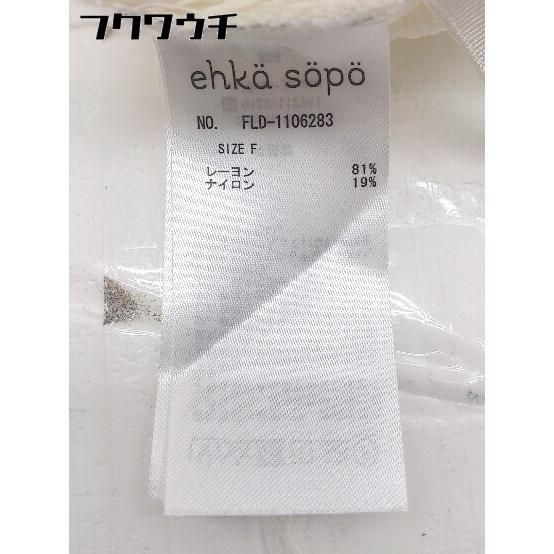 フクワウチ
ehkä söpö
NO. FLD-1106283
SIZE F
レーヨン 81%
ナイロン 19%